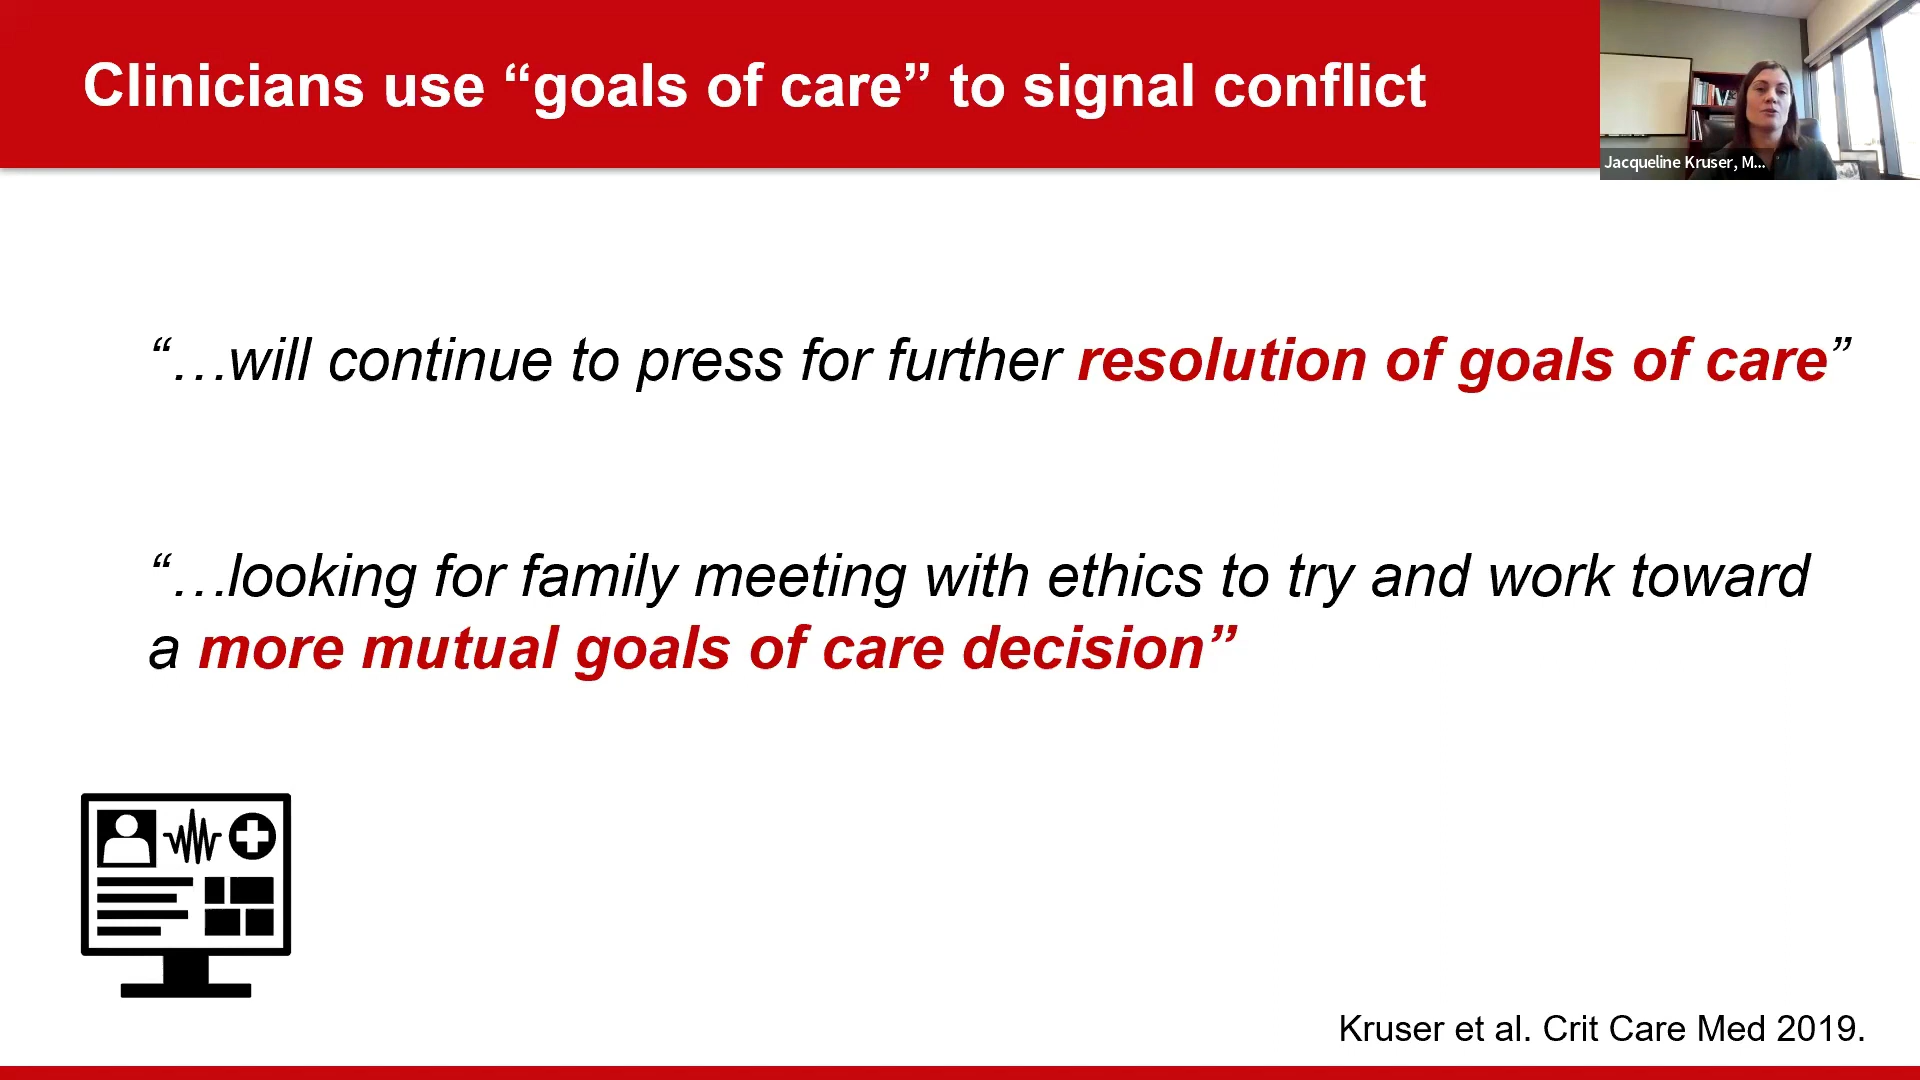 Clinicians use “goals of care” to signal conflict
Jacqueline Kruser, M...
“…will continue to press for further resolution of goals of care”
“…looking for family meeting with ethics to try and work toward
a more mutual goals of care decision”
Kruser et al. Crit Care Med 2019.